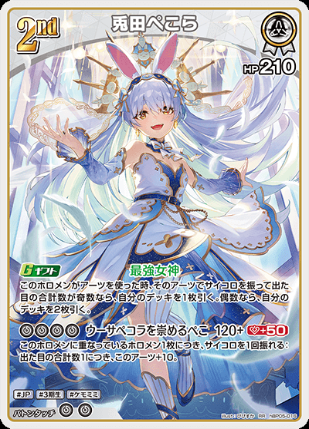 2nd
兎田ぺこら
HP 210
ギフト 最強女神
このホロメンがアーツを使った時、そのアーツでサイコロを振って出た
目の合計数が奇数なら、自分のデッキを1枚引く。偶数なら、自分の
デッキを2枚引く。
ウーサペコラを崇めるぺこ 120+ +50
このホロメンに重なっているホロメン1枚につき、サイコロを1回振れる:
出た目の合計数1につき、このアーツ+10。
#JP #3期生 #ケモミミ
バトンタッチ
RR